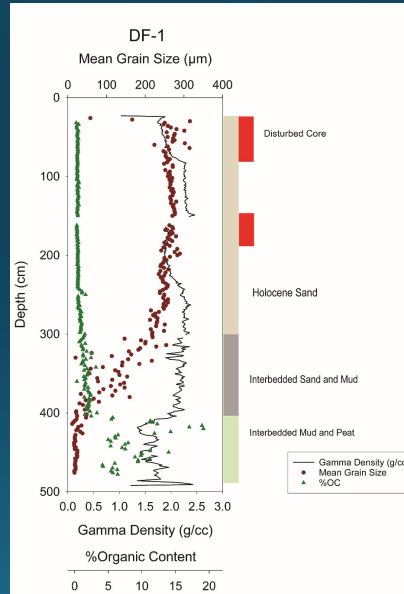 DF-1
Mean Grain Size (µm)
0 100 200 300 400
0
100
200
300
400
500
Depth (cm)
Disturbed Core
Holocene Sand
Interbedded Sand and Mud
Interbedded Mud and Peat
Gamma Density (g/cc
Mean Grain Size
%OC
0.0 0.5 1.0 1.5 2.0 2.5 3.0
Gamma Density (g/cc)
%Organic Content
0 5 10 15 20